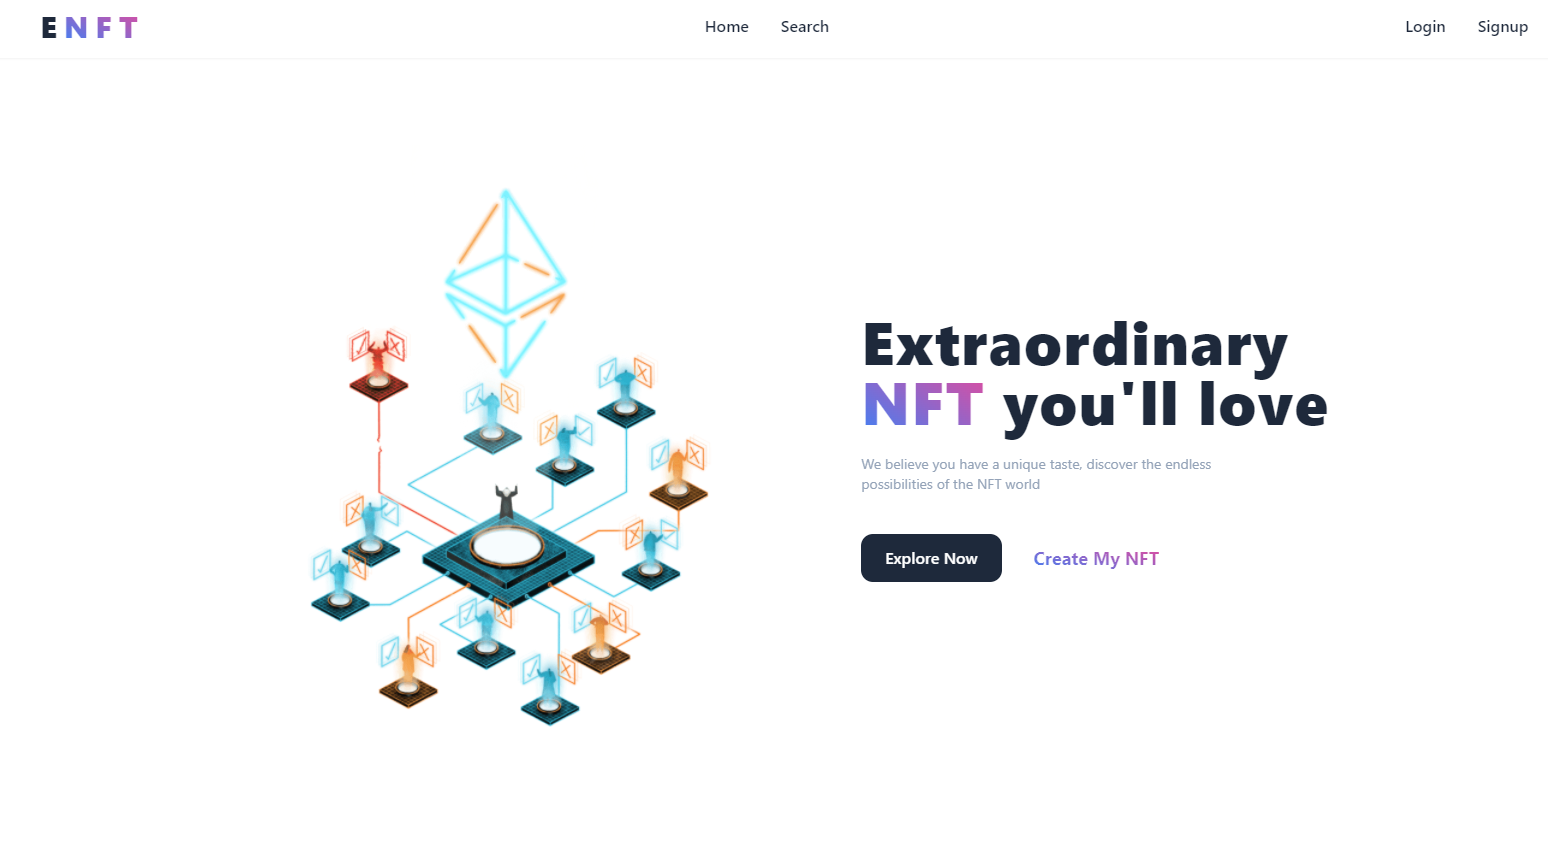 ENFT
Home
Search
Login
Signup
Extraordinary
NFT you'll love
We believe you have a unique taste, discover the endless
possibilities of the NFT world
Explore Now
Create My NFT